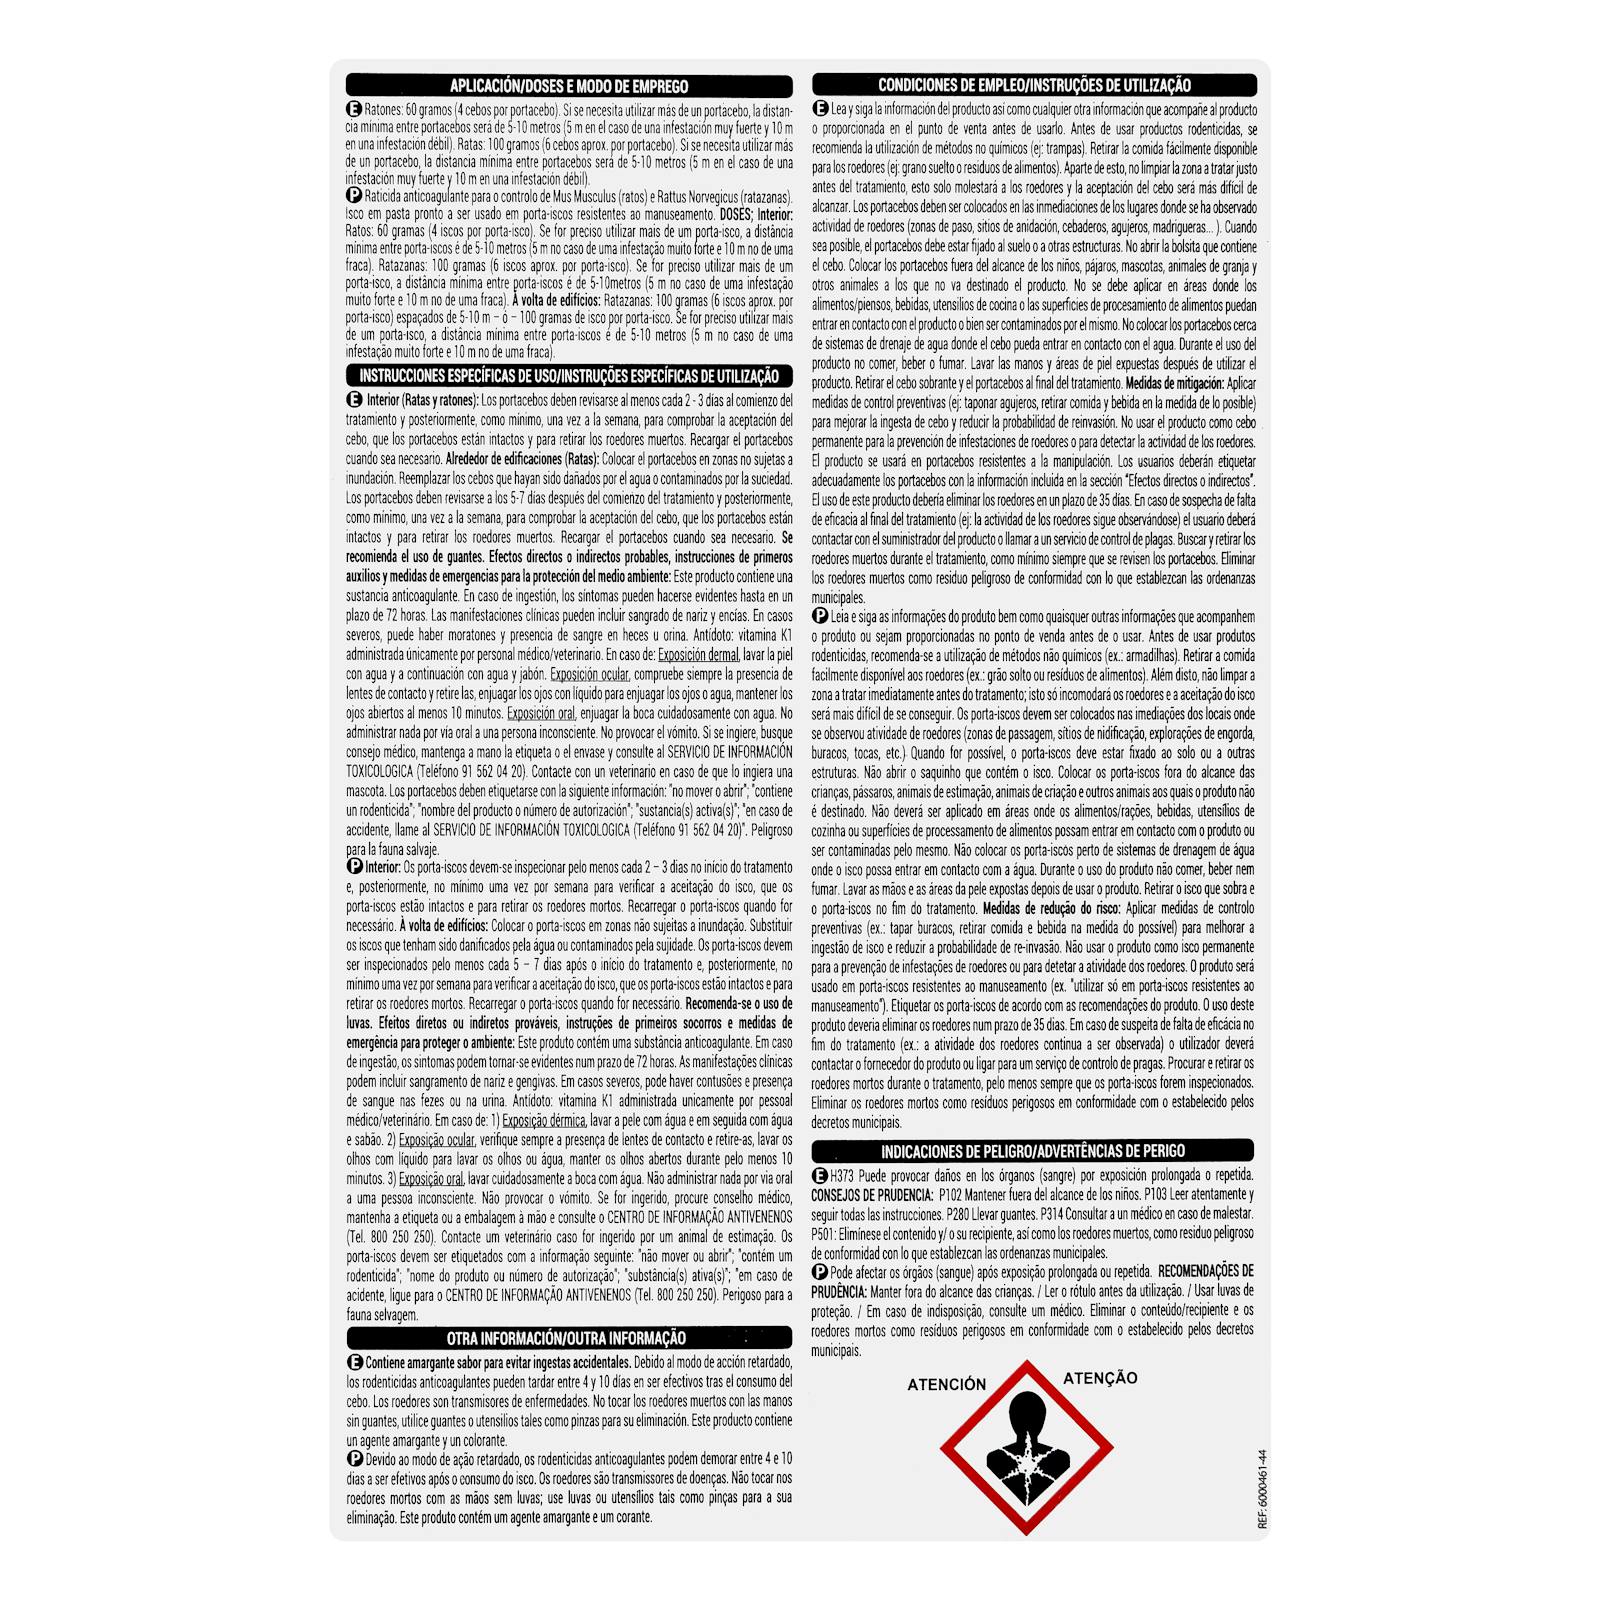 APLICACIÓN/DOSES E MODO DE EMPREGO
E Ratones: 60 gramos (4 cebos por portacebo). Si se necesita utilizar más de un portacebo, la distan-
cia mínima entre portacebos será de 5-10 metros (5 m en el caso de una infestación muy fuerte y 10 m
en una infestación débil). Ratas: 100 gramos (6 cebos aprox. por portacebo). Si se necesita utilizar más
de un portacebo, la distancia mínima entre portacebos será de 5-10 metros (5 m en el caso de una
infestación muy fuerte y 10 m en una infestación débil).
P Raticida anticoagulante para o controlo de Mus Musculus (ratos) e Rattus Norvegicus (ratazanas).
Isco em pasta pronto a ser usado em porta-iscos resistentes ao manuseamento. DOSES; Interior:
Ratos: 60 gramas (4 iscos por porta-isco). Se for preciso utilizar mais de um porta-isco, a distância
mínima entre porta-iscos é de 5-10 metros (5 m no caso de uma infestação muito forte e 10 m no de uma
fraca). Ratazanas: 100 gramas (6 iscos aprox. por porta-isco). Se for preciso utilizar mais de um
porta-isco, a distância mínima entre porta-iscos é de 5-10metros (5 m no caso de uma infestação
muito forte e 10 m no de uma fraca). À volta de edifícios: Ratazanas: 100 gramas (6 iscos aprox. por
porta-isco) espaçados de 5-10 m – ò – 100 gramas de isco por porta-isco. Se for preciso utilizar mais
de um porta-isco, a distância mínima entre porta-iscos é de 5-10 metros (5 m no caso de uma
infestação muito forte e 10 m no de uma fraca).
INSTRUCCIONES ESPECÍFICAS DE USO/INSTRUÇÕES ESPECÍFICAS DE UTILIZAÇÃO
E Interior (Ratas y ratones): Los portacebos deben revisarse al menos cada 2 - 3 días al comienzo del
tratamiento y posteriormente, como mínimo, una vez a la semana, para comprobar la aceptación del
cebo, que los portacebos están intactos y para retirar los roedores muertos. Recargar el portacebos
cuando sea necesario. Alrededor de edificaciones (Ratas): Colocar el portacebos en zonas no sujetas a
inundación. Reemplazar los cebos que hayan sido dañados por el agua o contaminados por la suciedad.
Los portacebos deben revisarse a los 5-7 días después del comienzo del tratamiento y posteriormente,
como mínimo, una vez a la semana, para comprobar la aceptación del cebo, que los portacebos están
intactos y para retirar los roedores muertos. Recargar el portacebos cuando sea necesario. Se
recomienda el uso de guantes. Efectos directos o indirectos probables, instrucciones de primeros
auxilios y medidas de emergencias para la protección del medio ambiente: Este producto contiene una
sustancia anticoagulante. En caso de ingestión, los síntomas pueden hacerse evidentes hasta en un
plazo de 72 horas. Las manifestaciones clínicas pueden incluir sangrado de nariz y encías. En casos
severos, puede haber moratones y presencia de sangre en heces u orina. Antídoto: vitamina K1
administrada únicamente por personal médico/veterinario. En caso de: Exposición dermal, lavar la piel
con agua y a continuación con agua y jabón. Exposición ocular, compruebe siempre la presencia de
lentes de contacto y retire las, enjuagar los ojos con líquido para enjuagar los ojos o agua, mantener los
ojos abiertos al menos 10 minutos. Exposición oral, enjuagar la boca cuidadosamente con agua. No
administrar nada por vía oral a una persona inconsciente. No provocar el vómito. Si se ingiere, busque
consejo médico, mantenga a mano la etiqueta o el envase y consulte al SERVICIO DE INFORMACIÓN
TOXICOLOGICA (Teléfono 91 562 04 20). Contacte con un veterinario en caso de que lo ingiera una
mascota. Los portacebos deben etiquetarse con la siguiente información: "no mover o abrir"; "contiene
un rodenticida"; "nombre del producto o número de autorización"; "sustancia(s) activa(s)"; "en caso de
accidente, llame al SERVICIO DE INFORMACIÓN TOXICOLOGICA (Teléfono 91 562 04 20)". Peligroso
para la fauna salvaje.
P Interior: Os porta-iscos devem-se inspecionar pelo menos cada 2 – 3 dias no início do tratamento
e, posteriormente, no mínimo uma vez por semana para verificar a aceitação do isco, que os
porta-iscos estão intactos e para retirar os roedores mortos. Recarregar o porta-iscos quando for
necessário. À volta de edifícios: Colocar o porta-iscos em zonas não sujeitas a inundação. Substituir
os iscos que tenham sido danificados pela água ou contaminados pela sujidade. Os porta-iscos devem
ser inspecionados pelo menos cada 5 – 7 dias após o início do tratamento e, posteriormente, no
mínimo uma vez por semana para verificar a aceitação do isco, que os porta-iscos estão intactos e para
retirar os roedores mortos. Recarregar o porta-iscos quando for necessário. Recomenda-se o uso de
luvas. Efeitos diretos ou indiretos prováveis, instruções de primeiros socorros e medidas de
emergência para proteger o ambiente: Este produto contém uma substância anticoagulante. Em caso
de ingestão, os sintomas podem tornar-se evidentes num prazo de 72 horas. As manifestações clínicas
podem incluir sangramento de nariz e gengivas. Em casos severos, pode haver contusões e presença
de sangue nas fezes ou na urina. Antídoto: vitamina K1 administrada unicamente por pessoal
médico/veterinário. Em caso de: 1) Exposição dérmica, lavar a pele com água e em seguida com água
e sabão. 2) Exposição ocular, verifique sempre a presença de lentes de contacto e retire-as, lavar os
olhos com líquido para lavar os olhos ou água, manter os olhos abertos durante pelo menos 10
minutos. 3) Exposição oral, lavar cuidadosamente a boca com água. Não administrar nada por via oral
a uma pessoa inconsciente. Não provocar o vómito. Se for ingerido, procure conselho médico,
mantenha a etiqueta ou a embalagem à mão e consulte o CENTRO DE INFORMAÇÃO ANTIVENENOS
(Tel. 800 250 250). Contacte um veterinário caso for ingerido por um animal de estimação. Os
porta-iscos devem ser etiquetados com a informação seguinte: "não mover ou abrir"; "contém um
rodenticida"; "nome do produto ou número de autorização"; "substância(s) ativa(s)"; "em caso de
acidente, ligue para o CENTRO DE INFORMAÇÃO ANTIVENENOS (Tel. 800 250 250). Perigoso para a
fauna selvagem.
OTRA INFORMACIÓN/OUTRA INFORMAÇÃO
E Contiene amargante sabor para evitar ingestas accidentales. Debido al modo de acción retardado,
los rodenticidas anticoagulantes pueden tardar entre 4 y 10 días en ser efectivos tras el consumo del
cebo. Los roedores son transmisores de enfermedades. No tocar los roedores muertos con las manos
sin guantes, utilice guantes o utensilios tales como pinzas para su eliminación. Este producto contiene
un agente amargante y un colorante.
P Devido ao modo de ação retardado, os rodenticidas anticoagulantes podem demorar entre 4 e 10
dias a ser efetivos após o consumo do isco. Os roedores são transmissores de doenças. Não tocar nos
roedores mortos com as mãos sem luvas; use luvas ou utensílios tais como pinças para a sua
eliminação. Este produto contém um agente amargante e um corante.
CONDICIONES DE EMPLEO/INSTRUÇÕES DE UTILIZAÇÃO
E Lea y siga la información del producto así como cualquier otra información que acompañe al producto
o proporcionada en el punto de venta antes de usarlo. Antes de usar productos rodenticidas, se
recomienda la utilización de métodos no químicos (ej: trampas). Retirar la comida fácilmente disponible
para los roedores (ej: grano suelto o residuos de alimentos). Aparte de esto, no limpiar la zona a tratar justo
antes del tratamiento, esto solo molestará a los roedores y la aceptación del cebo será más difícil de
alcanzar. Los portacebos deben ser colocados en las inmediaciones de los lugares donde se ha observado
actividad de roedores (zonas de paso, sitios de anidación, cebaderos, agujeros, madrigueras... ). Cuando
sea posible, el portacebos debe estar fijado al suelo o a otras estructuras. No abrir la bolsita que contiene
el cebo. Colocar los portacebos fuera del alcance de los niños, pájaros, mascotas, animales de granja y
otros animales a los que no va destinado el producto. No se debe aplicar en áreas donde los
alimentos/piensos, bebidas, utensilios de cocina o las superficies de procesamiento de alimentos puedan
entrar en contacto con el producto o bien ser contaminados por el mismo. No colocar los portacebos cerca
de sistemas de drenaje de agua donde el cebo pueda entrar en contacto con el agua. Durante el uso del
producto no comer, beber o fumar. Lavar las manos y áreas de piel expuestas después de utilizar el
producto. Retirar el cebo sobrante y el portacebos al final del tratamiento. Medidas de mitigación: Aplicar
medidas de control preventivas (ej: taponar agujeros, retirar comida y bebida en la medida de lo posible)
para mejorar la ingesta de cebo y reducir la probabilidad de reinvasión. No usar el producto como cebo
permanente para la prevención de infestaciones de roedores o para detectar la actividad de los roedores.
El producto se usará en portacebos resistentes a la manipulación. Los usuarios deberán etiquetar
adecuadamente los portacebos con la información incluida en la sección "Efectos directos o indirectos".
El uso de este producto debería eliminar los roedores en un plazo de 35 días. En caso de sospecha de falta
de eficacia al final del tratamiento (ej: la actividad de los roedores sigue observándose) el usuario deberá
contactar con el suministrador del producto o llamar a un servicio de control de plagas. Buscar y retirar los
roedores muertos durante el tratamiento, como mínimo siempre que se revisen los portacebos. Eliminar
los roedores muertos como residuo peligroso de conformidad con lo que establezcan las ordenanzas
municipales.
P Leia e siga as informações do produto bem como quaisquer outras informações que acompanhem
o produto ou sejam proporcionadas no ponto de venda antes de o usar. Antes de usar produtos
rodenticidas, recomenda-se a utilização de métodos não químicos (ex.: armadilhas). Retirar a comida
facilmente disponível aos roedores (ex.: grão solto ou resíduos de alimentos). Além disto, não limpar a
zona a tratar imediatamente antes do tratamento; isto só incomodará os roedores e a aceitação do isco
será mais difícil de se conseguir. Os porta-iscos devem ser colocados nas imediações dos locais onde
se observou atividade de roedores (zonas de passagem, sítios de nidificação, explorações de engorda,
buracos, tocas, etc.). Quando for possível, o porta-iscos deve estar fixado ao solo ou a outras
estruturas. Não abrir o saquinho que contém o isco. Colocar os porta-iscos fora do alcance das
crianças, pássaros, animais de estimação, animais de criação e outros animais aos quais o produto não
é destinado. Não deverá ser aplicado em áreas onde os alimentos/rações, bebidas, utensílios de
cozinha ou superfícies de processamento de alimentos possam entrar em contacto com o produto ou
ser contaminadas pelo mesmo. Não colocar os porta-iscos perto de sistemas de drenagem de água
onde o isco possa entrar em contacto com a água. Durante o uso do produto não comer, beber nem
fumar. Lavar as mãos e as áreas da pele expostas depois de usar o produto. Retirar o isco que sobra e
o porta-iscos no fim do tratamento. Medidas de redução do risco: Aplicar medidas de controlo
preventivas (ex.: tapar buracos, retirar comida e bebida na medida do possível) para melhorar a
ingestão de isco e reduzir a probabilidade de re-invasão. Não usar o produto como isco permanente
para a prevenção de infestações de roedores ou para detetar a atividade dos roedores. O produto será
usado em porta-iscos resistentes ao manuseamento (ex. "utilizar só em porta-iscos resistentes ao
manuseamento"). Etiquetar os porta-iscos de acordo com as recomendações do produto. O uso deste
produto deveria eliminar os roedores num prazo de 35 dias. Em caso de suspeita de falta de eficácia no
fim do tratamento (ex.: a atividade dos roedores continua a ser observada) o utilizador deverá
contactar o fornecedor do produto ou ligar para um serviço de controlo de pragas. Procurar e retirar os
roedores mortos durante o tratamento, pelo menos sempre que os porta-iscos forem inspecionados.
Eliminar os roedores mortos como resíduos perigosos em conformidade com o estabelecido pelos
decretos municipais.
INDICACIONES DE PELIGRO/ADVERTÊNCIAS DE PERIGO
E H373 Puede provocar daños en los órganos (sangre) por exposición prolongada o repetida.
CONSEJOS DE PRUDENCIA: P102 Mantener fuera del alcance de los niños. P103 Leer atentamente y
seguir todas las instrucciones. P280 Llevar guantes. P314 Consultar a un médico en caso de malestar.
P501: Elimínese el contenido y/ o su recipiente, así como los roedores muertos, como residuo peligroso
de conformidad con lo que establezcan las ordenanzas municipales.
P Pode afectar os órgãos (sangue) após exposição prolongada ou repetida. RECOMENDAÇÕES DE
PRUDÊNCIA: Manter fora do alcance das crianças. / Ler o rótulo antes da utilização. / Usar luvas de
proteção. / Em caso de indisposição, consulte um médico. Eliminar o conteúdo/recipiente e os
roedores mortos como resíduos perigosos em conformidade com o estabelecido pelos decretos
municipais.
ATENCIÓN
ATENÇÃO
REF: 6000461-44